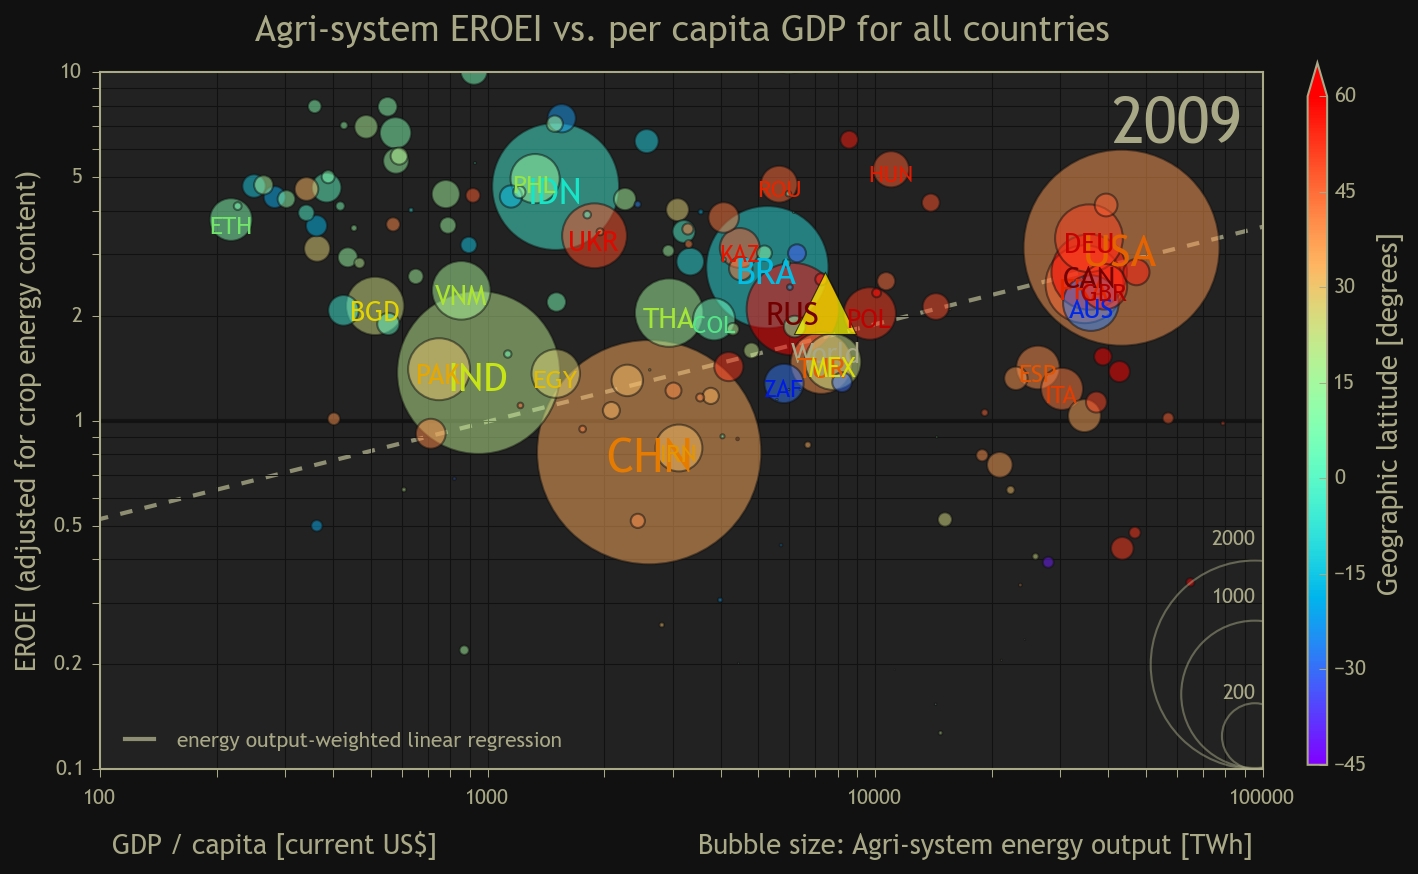 Agri-system EROEI vs. per capita GDP for all countries
2009
EROEI (adjusted for crop energy content)
10
5
2
1
0.5
0.2
0.1
PHL
IDN
ROU
HUN
ETH
UKR
KAZ
BRA
DEU
USA
CAN
GBR
AUS
VNM
BGD
THA
COL
RUS
POL
World
PAK
IND
EGY
TUR
MEX
ZAF
ESP
ITA
CHN
2000
1000
200
energy output-weighted linear regression
100
1000
10000
100000
GDP / capita [current US$]
Bubble size: Agri-system energy output [TWh]
60
45
30
15
0
−15
−30
−45
Geographic latitude [degrees]